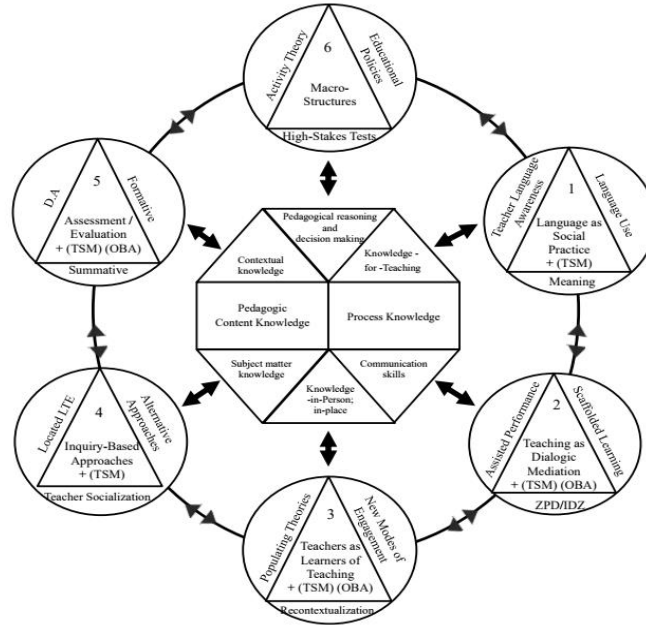 Activity Theory
6
Educational
Policies
Macro-
Structures
High-Stakes Tests
D.A
5
Formative
Assessment /
Evaluation
+ (TSM) (OBA)
Summative
Teacher Language
Awareness
1
Language Use
Language as
Social
Practice
+ (TSM)
Meaning
Pedagogical reasoning
and
decision making
Contextual
knowledge
Knowledge -
for -Teaching
Pedagogic
Content Knowledge
Process Knowledge
Subject matter
knowledge
Communication
skills
Knowledge
-in-Person;
in-place
Located LTE
4
Alternative
Approaches
Inquiry-Based
Approaches
+ (TSM)
Teacher Socialization
Assisted Performance
2
Scaffolded Learning
Teaching as
Dialogic
Mediation
+ (TSM) (OBA)
ZPD/IDZ
Populating Theories
3
New Modes of
Engagement
Teachers as
Learners of
Teaching
+ (TSM) (OBA)
Recontextualization